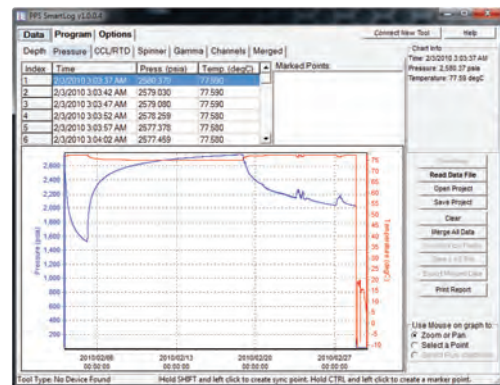 PPS SmartLog v1.0.0.4
Data Program Options Connect New Tool Help
Depth Pressure CCL/RTD Spinner Gamma Channels Merged
Chart Info
Time: 2/3/2010 3:03:37 AM
Pressure: 2,580.37 psia
Temperature: 77.59 degC
Index Time Press. (psia) Temp. (degC) Marked Points:
1 2/3/2010 3:03:37 AM 2580.370 77.590
2 2/3/2010 3:03:42 AM 2579.030 77.590
3 2/3/2010 3:03:47 AM 2579.080 77.590
4 2/3/2010 3:03:52 AM 2578.259 77.580
5 2/3/2010 3:03:57 AM 2577.378 77.580
6 2/3/2010 3:04:02 AM 2577.459 77.580
Read Data File
Open Project
Save Project
Clear
Merge All Data
Print Report
Use Mouse on graph to:
Zoom or Pan
Select a Point
Pressure (psia)
2,800
2,600
2,400
2,200
2,000
1,800
1,600
1,400
1,200
1,000
800
600
400
200
75
70
65
60
55
50
45
40
35
30
25
20
15
10
5
0
-5
-10
Temperature (degC)
2010/02/06 2010/02/13 2010/02/20 2010/02/27
00:00:00 00:00:00 00:00:00 00:00:00
Tool Type: No Device Found Hold SHIFT and left click to create sync point. Hold CTRL and left click to create a marker point.